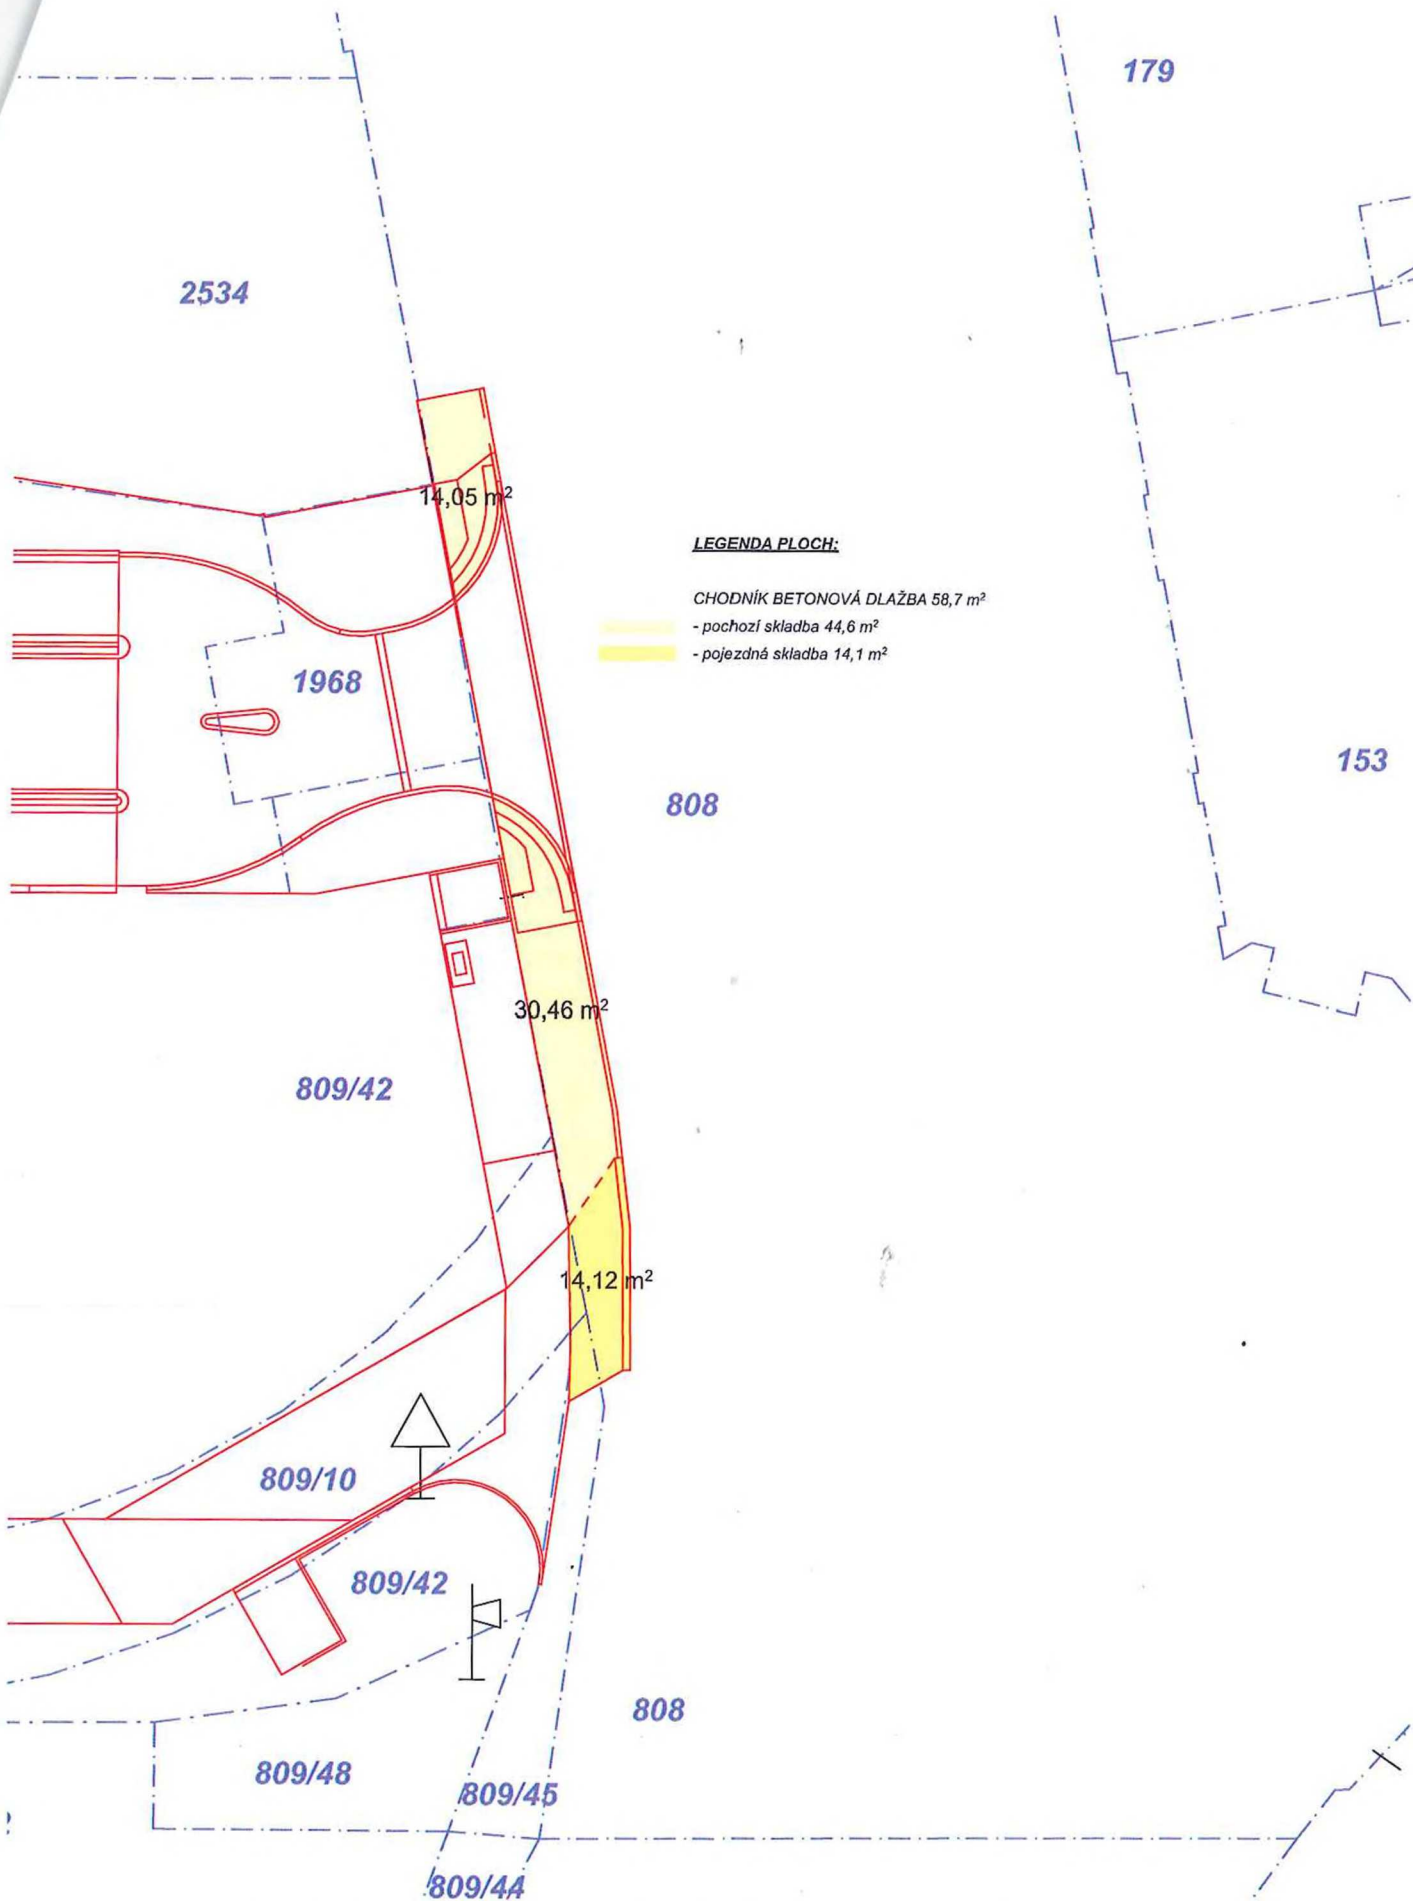 179
2534
14,05 m²
LEGENDA PLOCH:
CHODNÍK BETONOVÁ DLAŽBA 58,7 m²
- pochozí skladba 44,6 m²
- pojezdná skladba 14,1 m²
1968
153
808
30,46 m²
809/42
14,12 m²
809/10
809/42
808
809/48
809/45
809/44